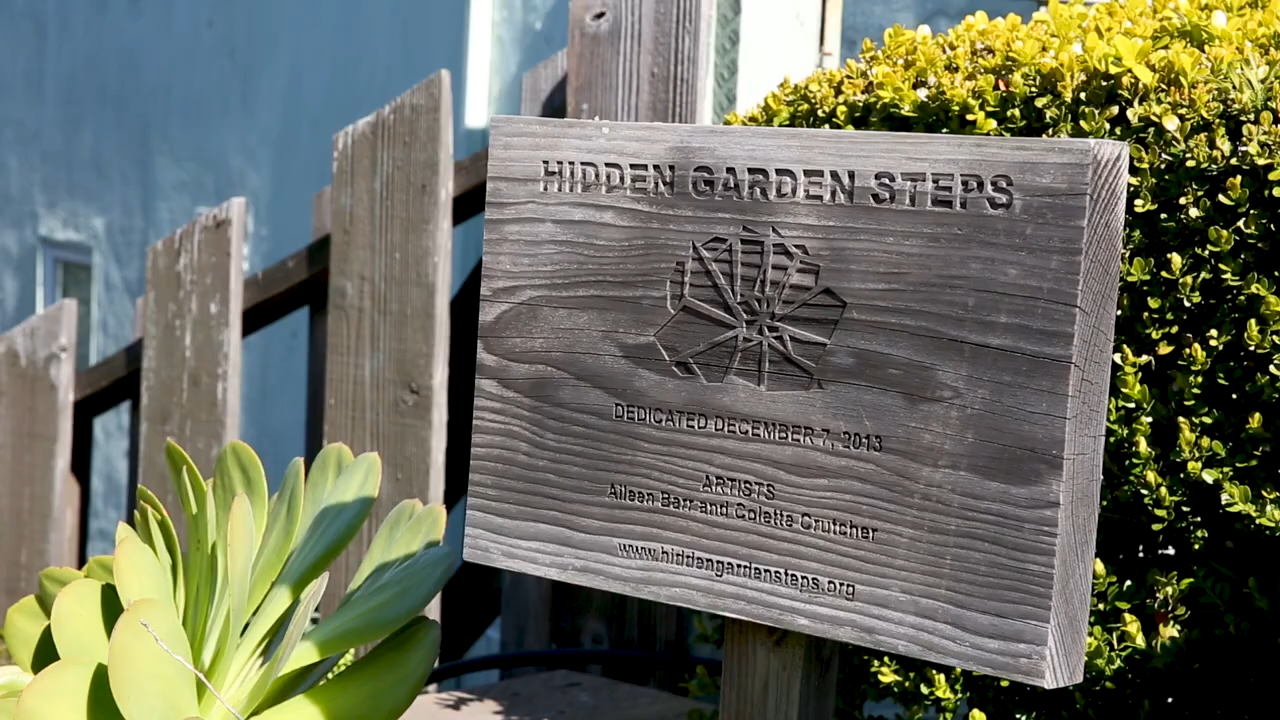 HIDDEN GARDEN STEPS
DEDICATED DECEMBER 7, 2013
ARTISTS
Aileen Barr and Colette Crutcher
www.hiddengardensteps.org